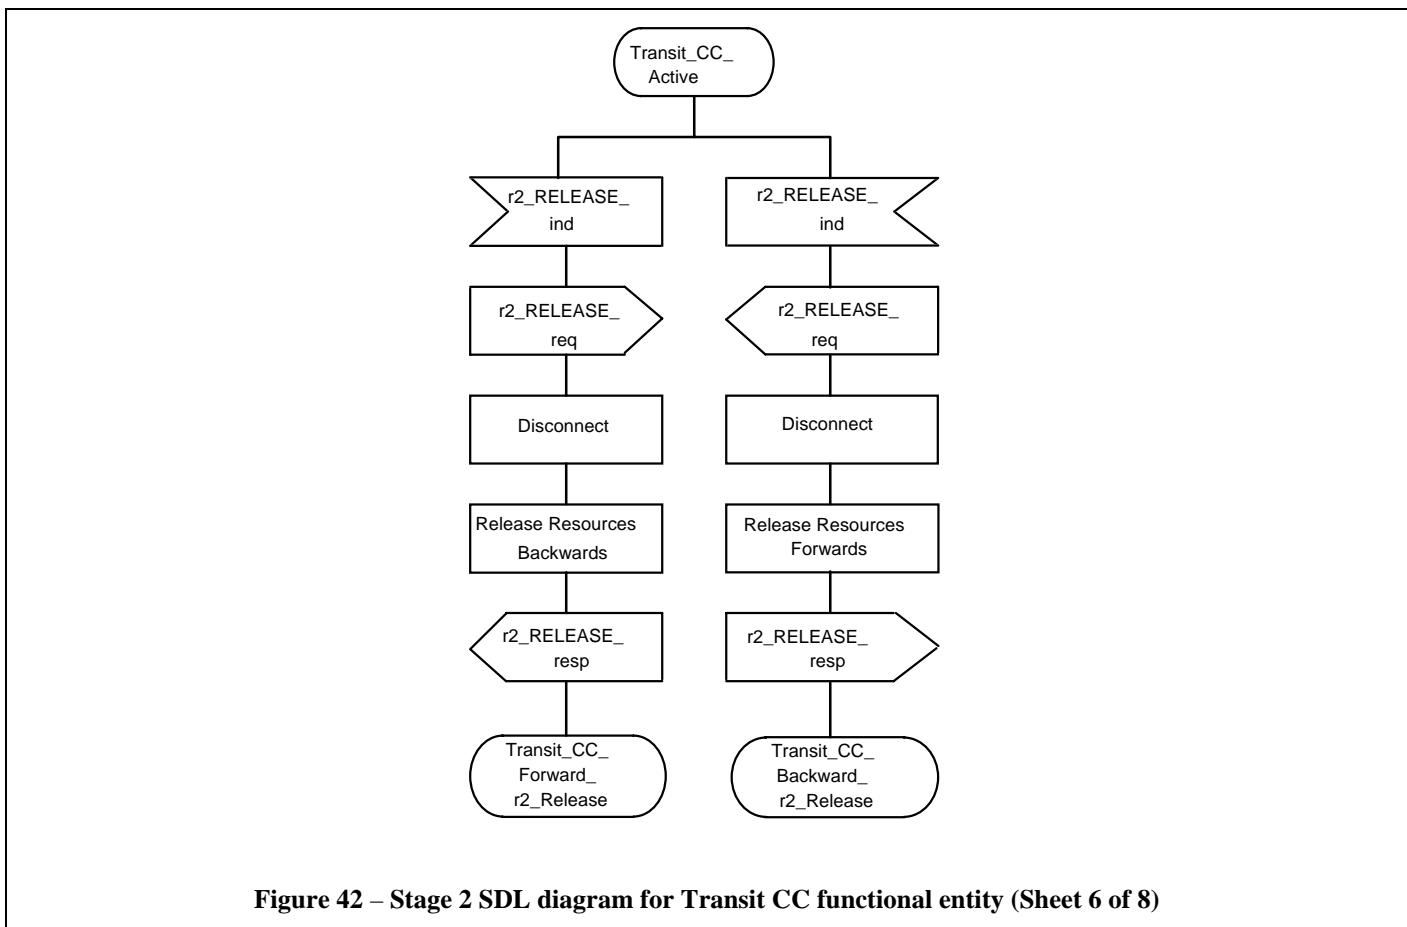 Transit_CC_
Active
r2_RELEASE_
ind
r2_RELEASE_
ind
r2_RELEASE_
req
r2_RELEASE_
req
Disconnect
Disconnect
Release Resources
Backwards
Release Resources
Forwards
r2_RELEASE_
resp
r2_RELEASE_
resp
Transit_CC_
Forward_
r2_Release
Transit_CC_
Backward_
r2_Release
Figure 42 – Stage 2 SDL diagram for Transit CC functional entity (Sheet 6 of 8)